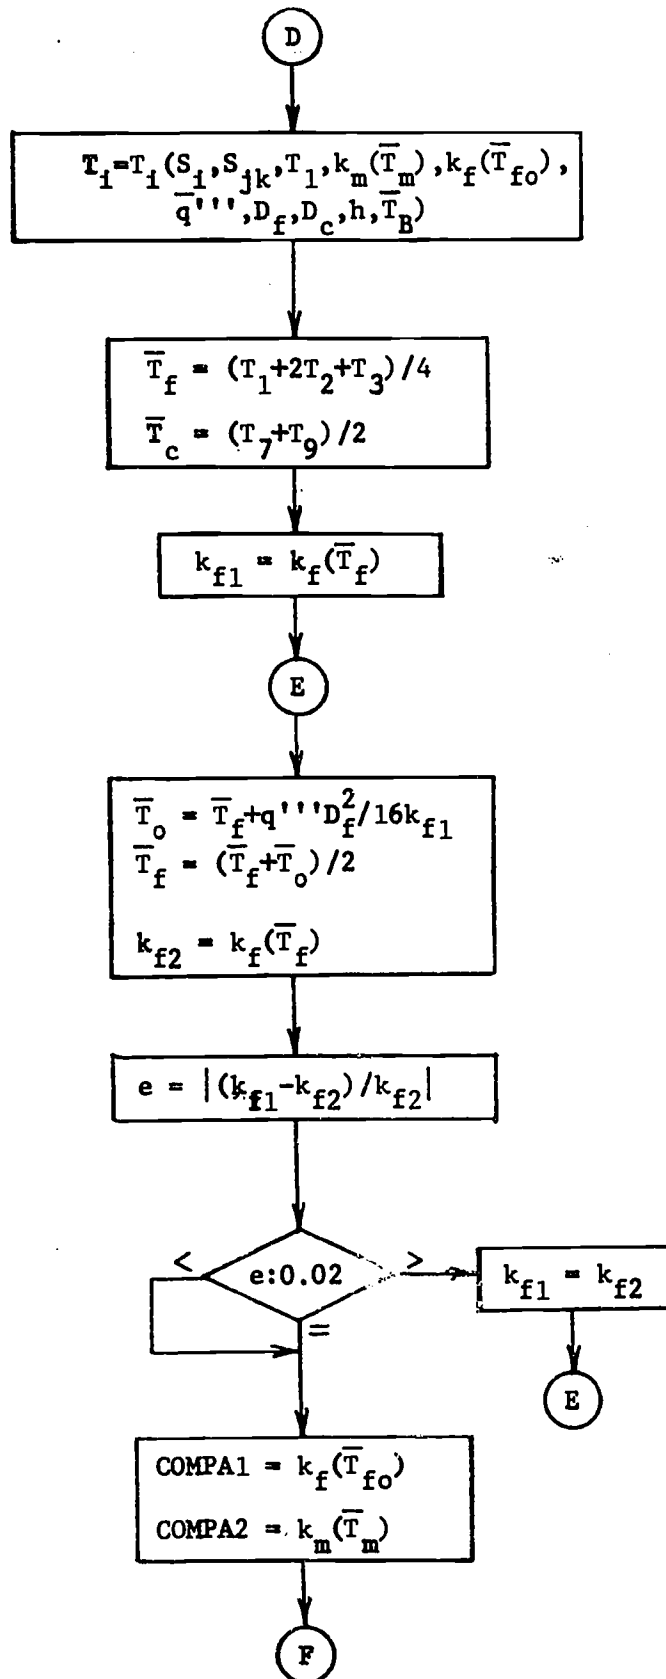 D
T_i=T_i(S_i,S_jk,T_1,k_m(T̅_m),k_f(T̅_fo),
q̅''',D_f,D_c,h,T̅_B)
T̅_f = (T_1+2T_2+T_3)/4
T̅_c = (T_7+T_9)/2
k_f1 = k_f(T̅_f)
E
T̅_o = T̅_f+q'''D_f^2/16k_f1
T̅_f = (T̅_f+T̅_o)/2
k_f2 = k_f(T̅_f)
e = |(k_f1-k_f2)/k_f2|
< e:0.02 > k_f1 = k_f2
=
E
COMPA1 = k_f(T̅_fo)
COMPA2 = k_m(T̅_m)
F